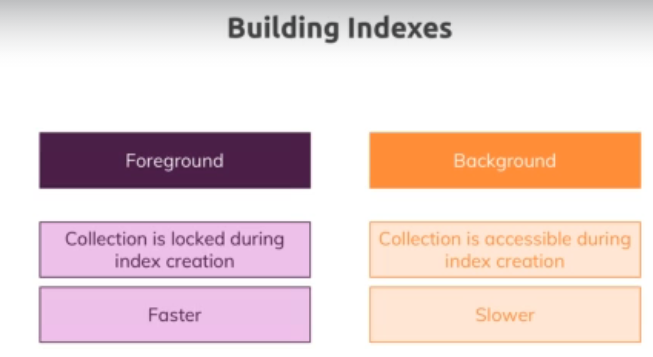 Building Indexes
Foreground
Background
Collection is locked during
index creation
Collection is accessible during
index creation
Faster
Slower